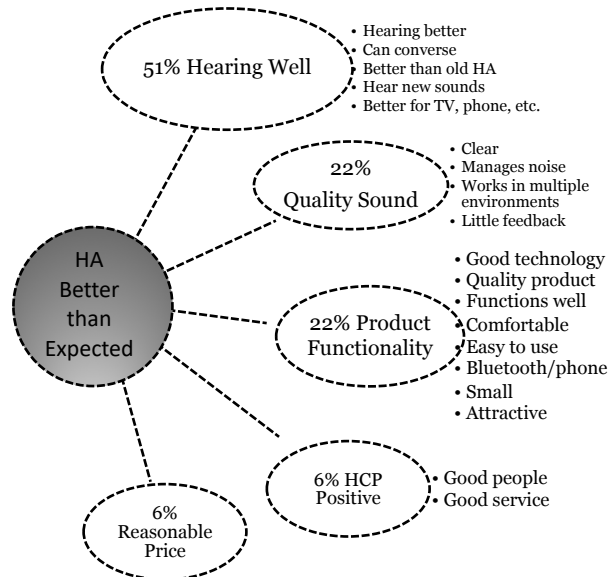 51% Hearing Well
• Hearing better
• Can converse
• Better than old HA
• Hear new sounds
• Better for TV, phone, etc.
22%
Quality Sound
• Clear
• Manages noise
• Works in multiple
environments
• Little feedback
HA
Better
than
Expected
22% Product
Functionality
• Good technology
• Quality product
• Functions well
• Comfortable
• Easy to use
• Bluetooth/phone
• Small
• Attractive
6% HCP
Positive
• Good people
• Good service
6%
Reasonable
Price